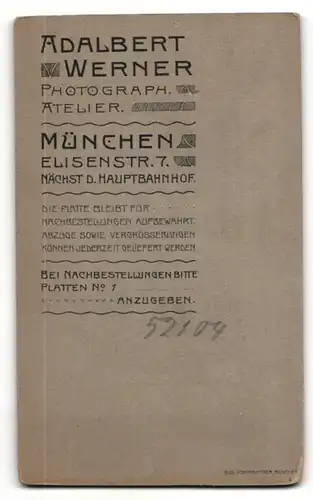 ADALBERT
WERNER
PHOTOGRAPH.
ATELIER.
MÜNCHEN
ELISENSTR. 7.
NÄCHST D. HAUPTBAHNHOF.
DIE PLATTE BLEIBT FÜR
NACHBESTELLUNGEN AUFBEWAHRT.
ABZÜGE SOWIE VERGRÖSSERUNGEN
KÖNNEN JEDERZEIT GELIEFERT WERDEN
BEI NACHBESTELLUNGEN BITTE
PLATTEN No 1
ANZUGEBEN.
52104